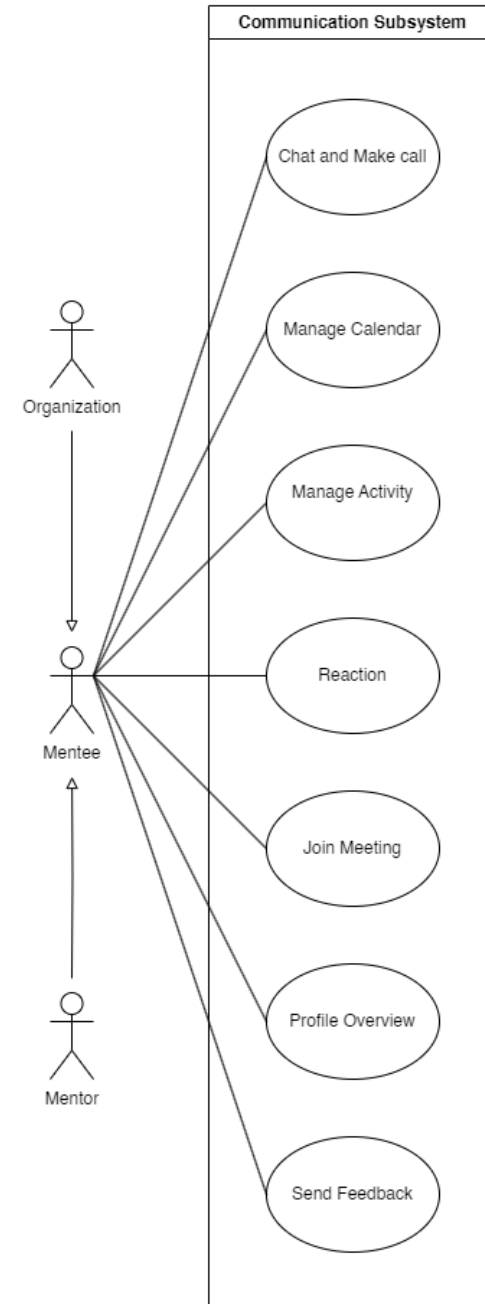 Communication Subsystem
Chat and Make call
Manage Calendar
Organization
Manage Activity
Reaction
Mentee
Join Meeting
Profile Overview
Mentor
Send Feedback